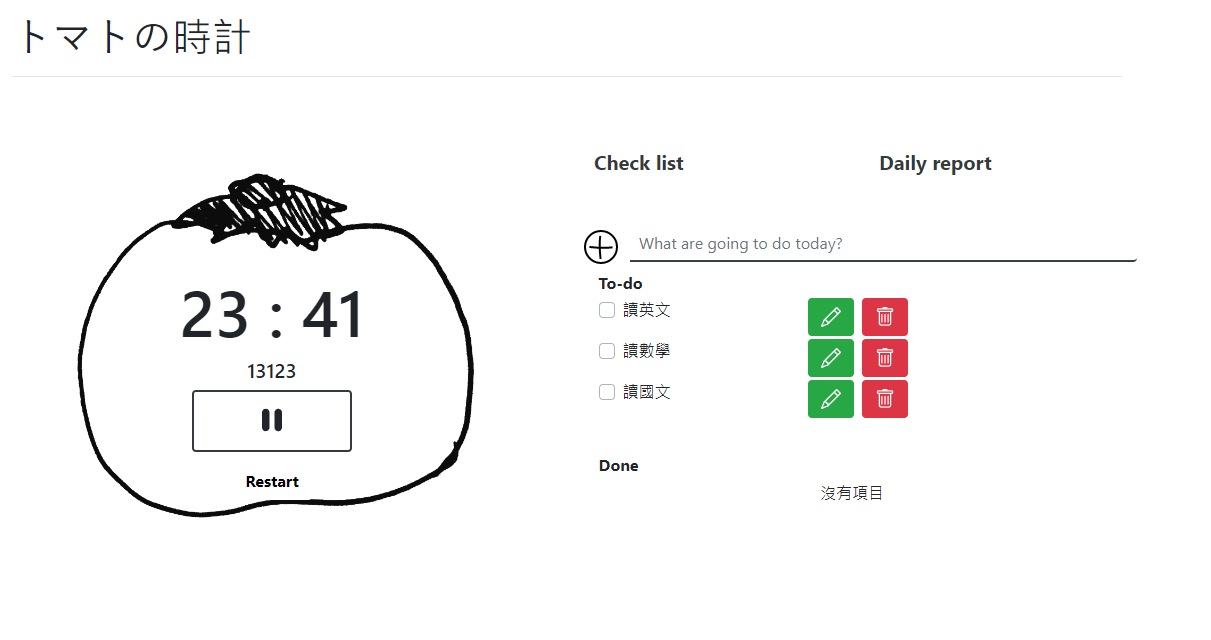 トマトの時計
23 : 41
13123
Restart
Check list
Daily report
What are going to do today?
To-do
讀英文
讀數學
讀國文
Done
沒有項目